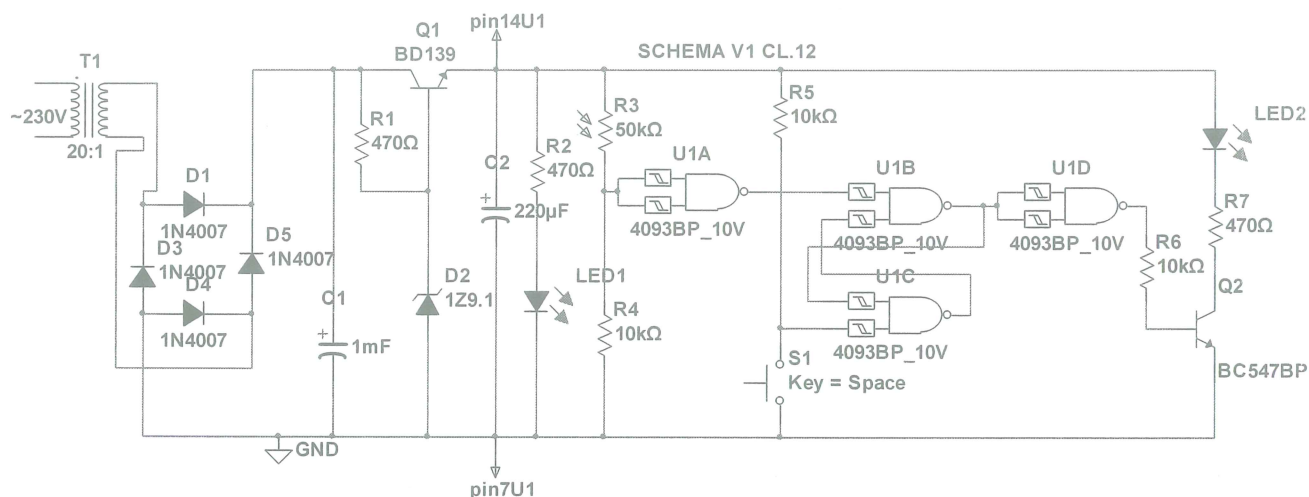 pin14U1
Q1
BD139
T1
SCHEMA V1 CL.12
~230V
20:1
R1
470Ω
R3
50kΩ
R5
10kΩ
LED2
C2
R2
470Ω
U1A
U1B
U1D
D1
1N4007
220µF
R7
470Ω
4093BP_10V
4093BP_10V
4093BP_10V
D3
1N4007
D5
1N4007
R6
10kΩ
D4
1N4007
D2
1Z9.1
LED1
U1C
C1
1mF
R4
10kΩ
4093BP_10V
Q2
S1
Key = Space
BC547BP
GND
pin7U1